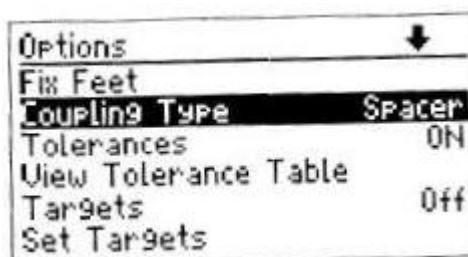 Options
Fix Feet
Coupling Type Spacer
Tolerances ON
View Tolerance Table
Targets Off
Set Targets